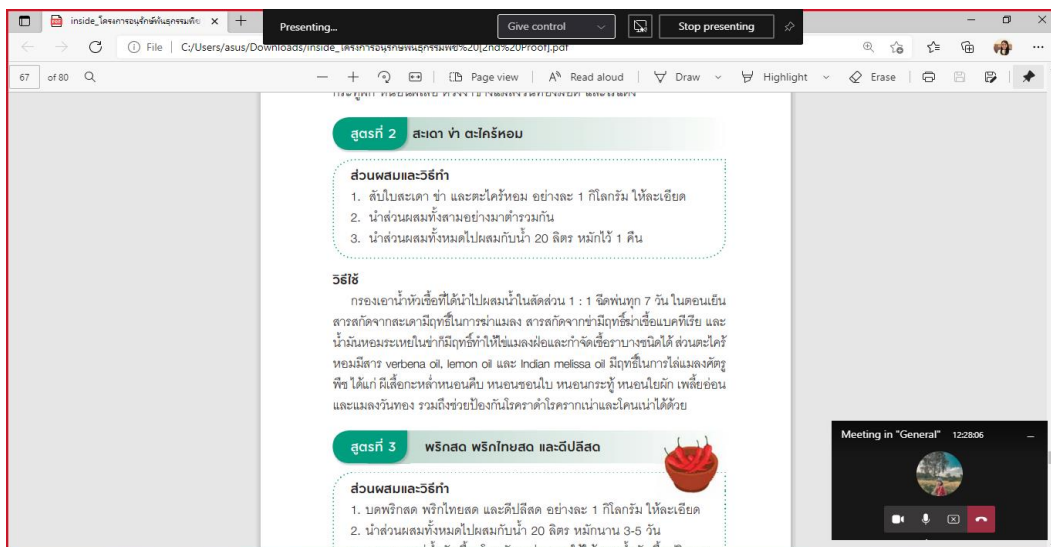 inside_โครงการอนุรักษ์พันธุกรรมพืช
Presenting...
Give control
Stop presenting
File
C:/Users/asus/Downloads/inside_โครงการอนุรักษ์พันธุกรรมพืช%20[2nd%20Proof].pdf
67 of 80
Page view
Read aloud
Draw
Highlight
Erase
สูตรที่ 2 สะเดา ข่า ตะไคร้หอม
ส่วนผสมและวิธีทำ
1. สับใบสะเดา ข่า และตะไคร้หอม อย่างละ 1 กิโลกรัม ให้ละเอียด
2. นำส่วนผสมทั้งสามอย่างมาตำรวมกัน
3. นำส่วนผสมทั้งหมดไปผสมกับน้ำ 20 ลิตร หมักไว้ 1 คืน
วิธีใช้
กรองเอาน้ำหัวเชื้อที่ได้นำไปผสมน้ำในสัดส่วน 1 : 1 ฉีดพ่นทุก 7 วัน ในตอนเย็น
สารสกัดจากสะเดามีฤทธิ์ในการฆ่าแมลง สารสกัดจากข่ามีฤทธิ์ฆ่าเชื้อแบคทีเรีย และ
น้ำมันหอมระเหยในข่าก็มีฤทธิ์ทำให้ไข่แมลงฝ่อและกำจัดเชื้อราบางชนิดได้ ส่วนตะไคร้
หอมมีสาร verbena oil, lemon oil และ Indian melissa oil มีฤทธิ์ในการไล่แมลงศัตรู
พืช ได้แก่ ผีเสื้อกะหล่ำหนอนคืบ หนอนชอนใบ หนอนกระทู้ หนอนใยผัก เพลี้ยอ่อน
และแมลงวันทอง รวมถึงช่วยป้องกันโรคราดำโรครากเน่าและโคนเน่าได้ด้วย
สูตรที่ 3 พริกสด พริกไทยสด และดีปลีสด
ส่วนผสมและวิธีทำ
1. บดพริกสด พริกไทยสด และดีปลีสด อย่างละ 1 กิโลกรัม ให้ละเอียด
2. นำส่วนผสมทั้งหมดไปผสมกับน้ำ 20 ลิตร หมักนาน 3-5 วัน
Meeting in "General" 12:28:06